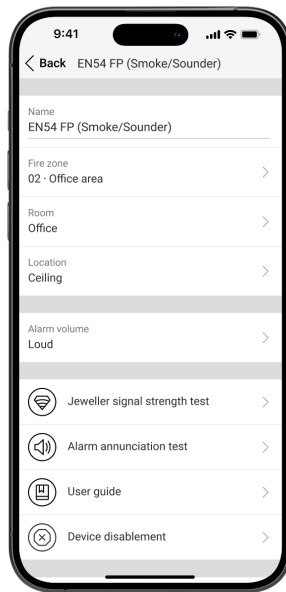 9:41
Back EN54 FP (Smoke/Sounder)
Name
EN54 FP (Smoke/Sounder)
Fire zone
02 · Office area
Room
Office
Location
Ceiling
Alarm volume
Loud
Jeweller signal strength test
Alarm annunciation test
User guide
Device disablement